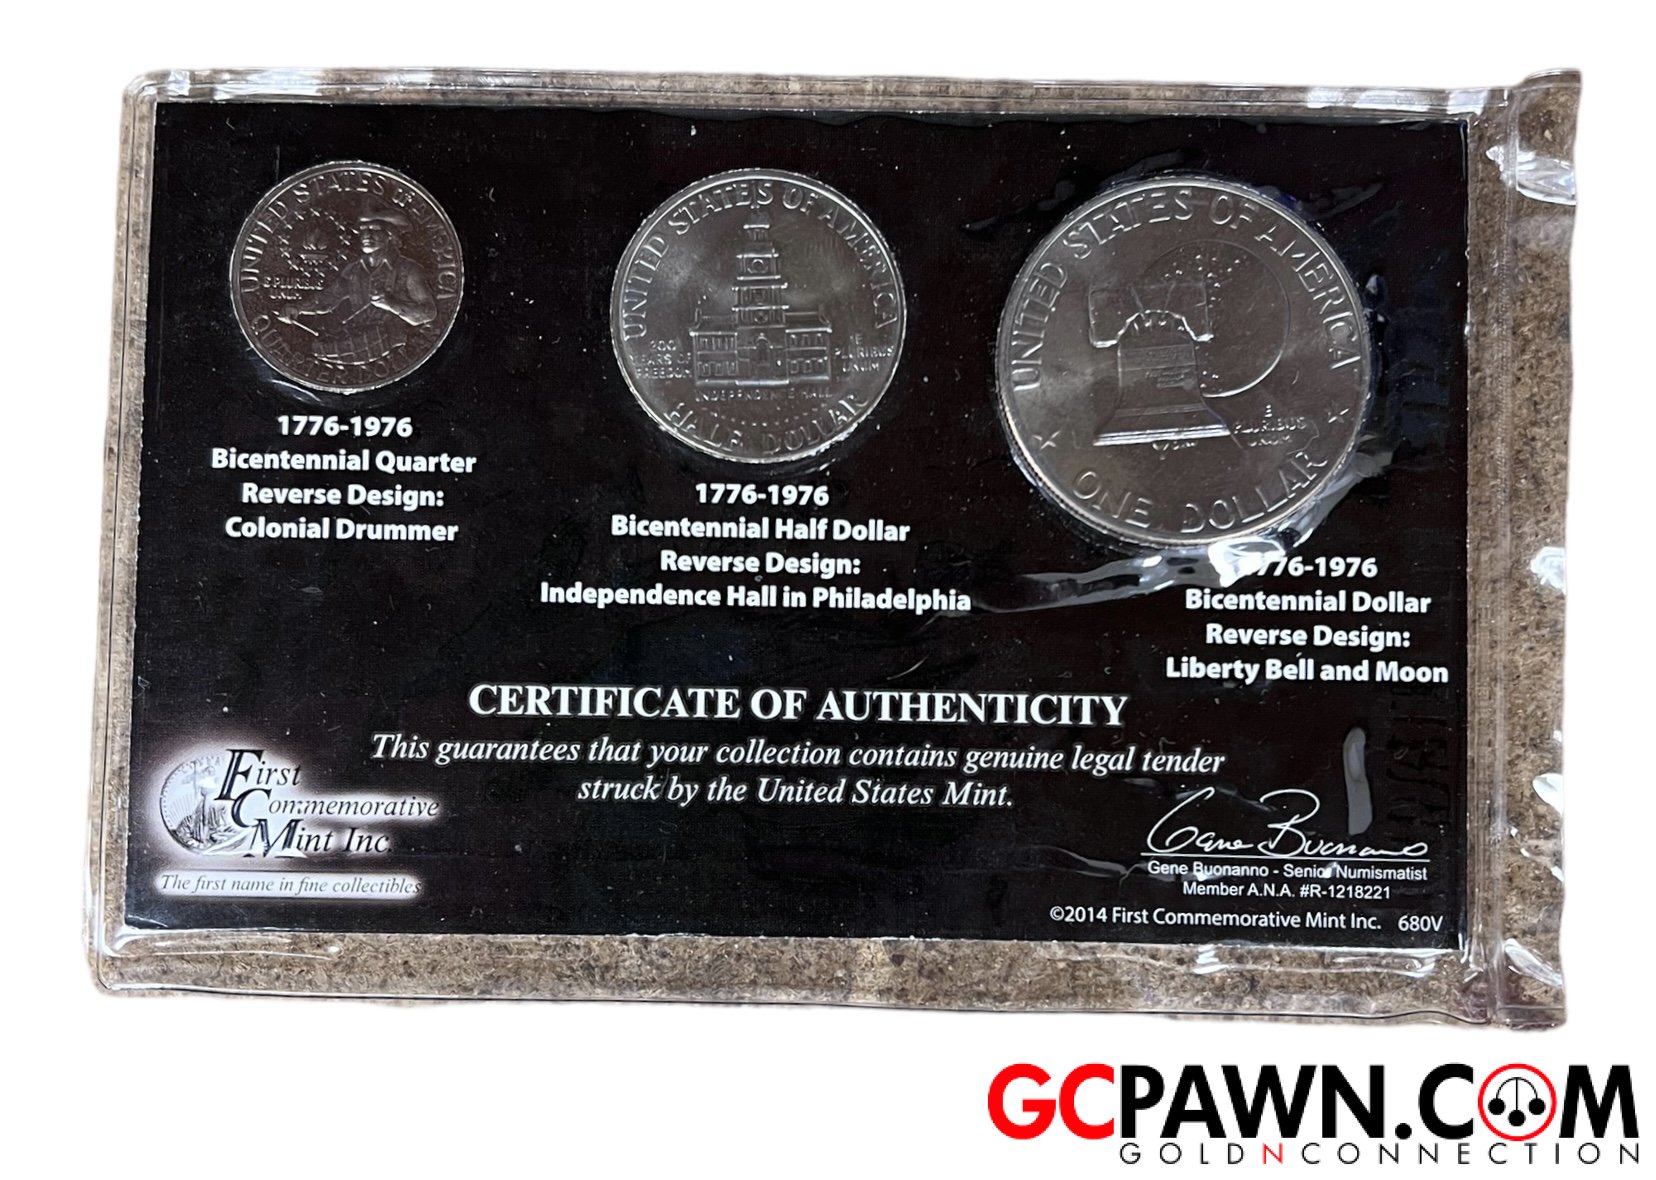 UNITED STATES OF AMERICA
E PLURIBUS
UNUM
QUARTER DOLLAR
1776-1976
Bicentennial Quarter
Reverse Design:
Colonial Drummer
UNITED STATES OF AMERICA
200
YEARS OF
FREEDOM
E
PLURIBUS
UNUM
INDEPENDENCE HALL
HALF DOLLAR
1776-1976
Bicentennial Half Dollar
Reverse Design:
Independence Hall in Philadelphia
UNITED STATES OF AMERICA
E
PLURIBUS
UNUM
ONE DOLLAR
1776-1976
Bicentennial Dollar
Reverse Design:
Liberty Bell and Moon
CERTIFICATE OF AUTHENTICITY
This guarantees that your collection contains genuine legal tender
struck by the United States Mint.
First
Commemorative
Mint Inc.
The first name in fine collectibles
Gene Buonanno
Gene Buonanno - Senior Numismatist
Member A.N.A. #R-1218221
©2014 First Commemorative Mint Inc. 680V
GCPAWN.COM
GOLDNCONNECTION